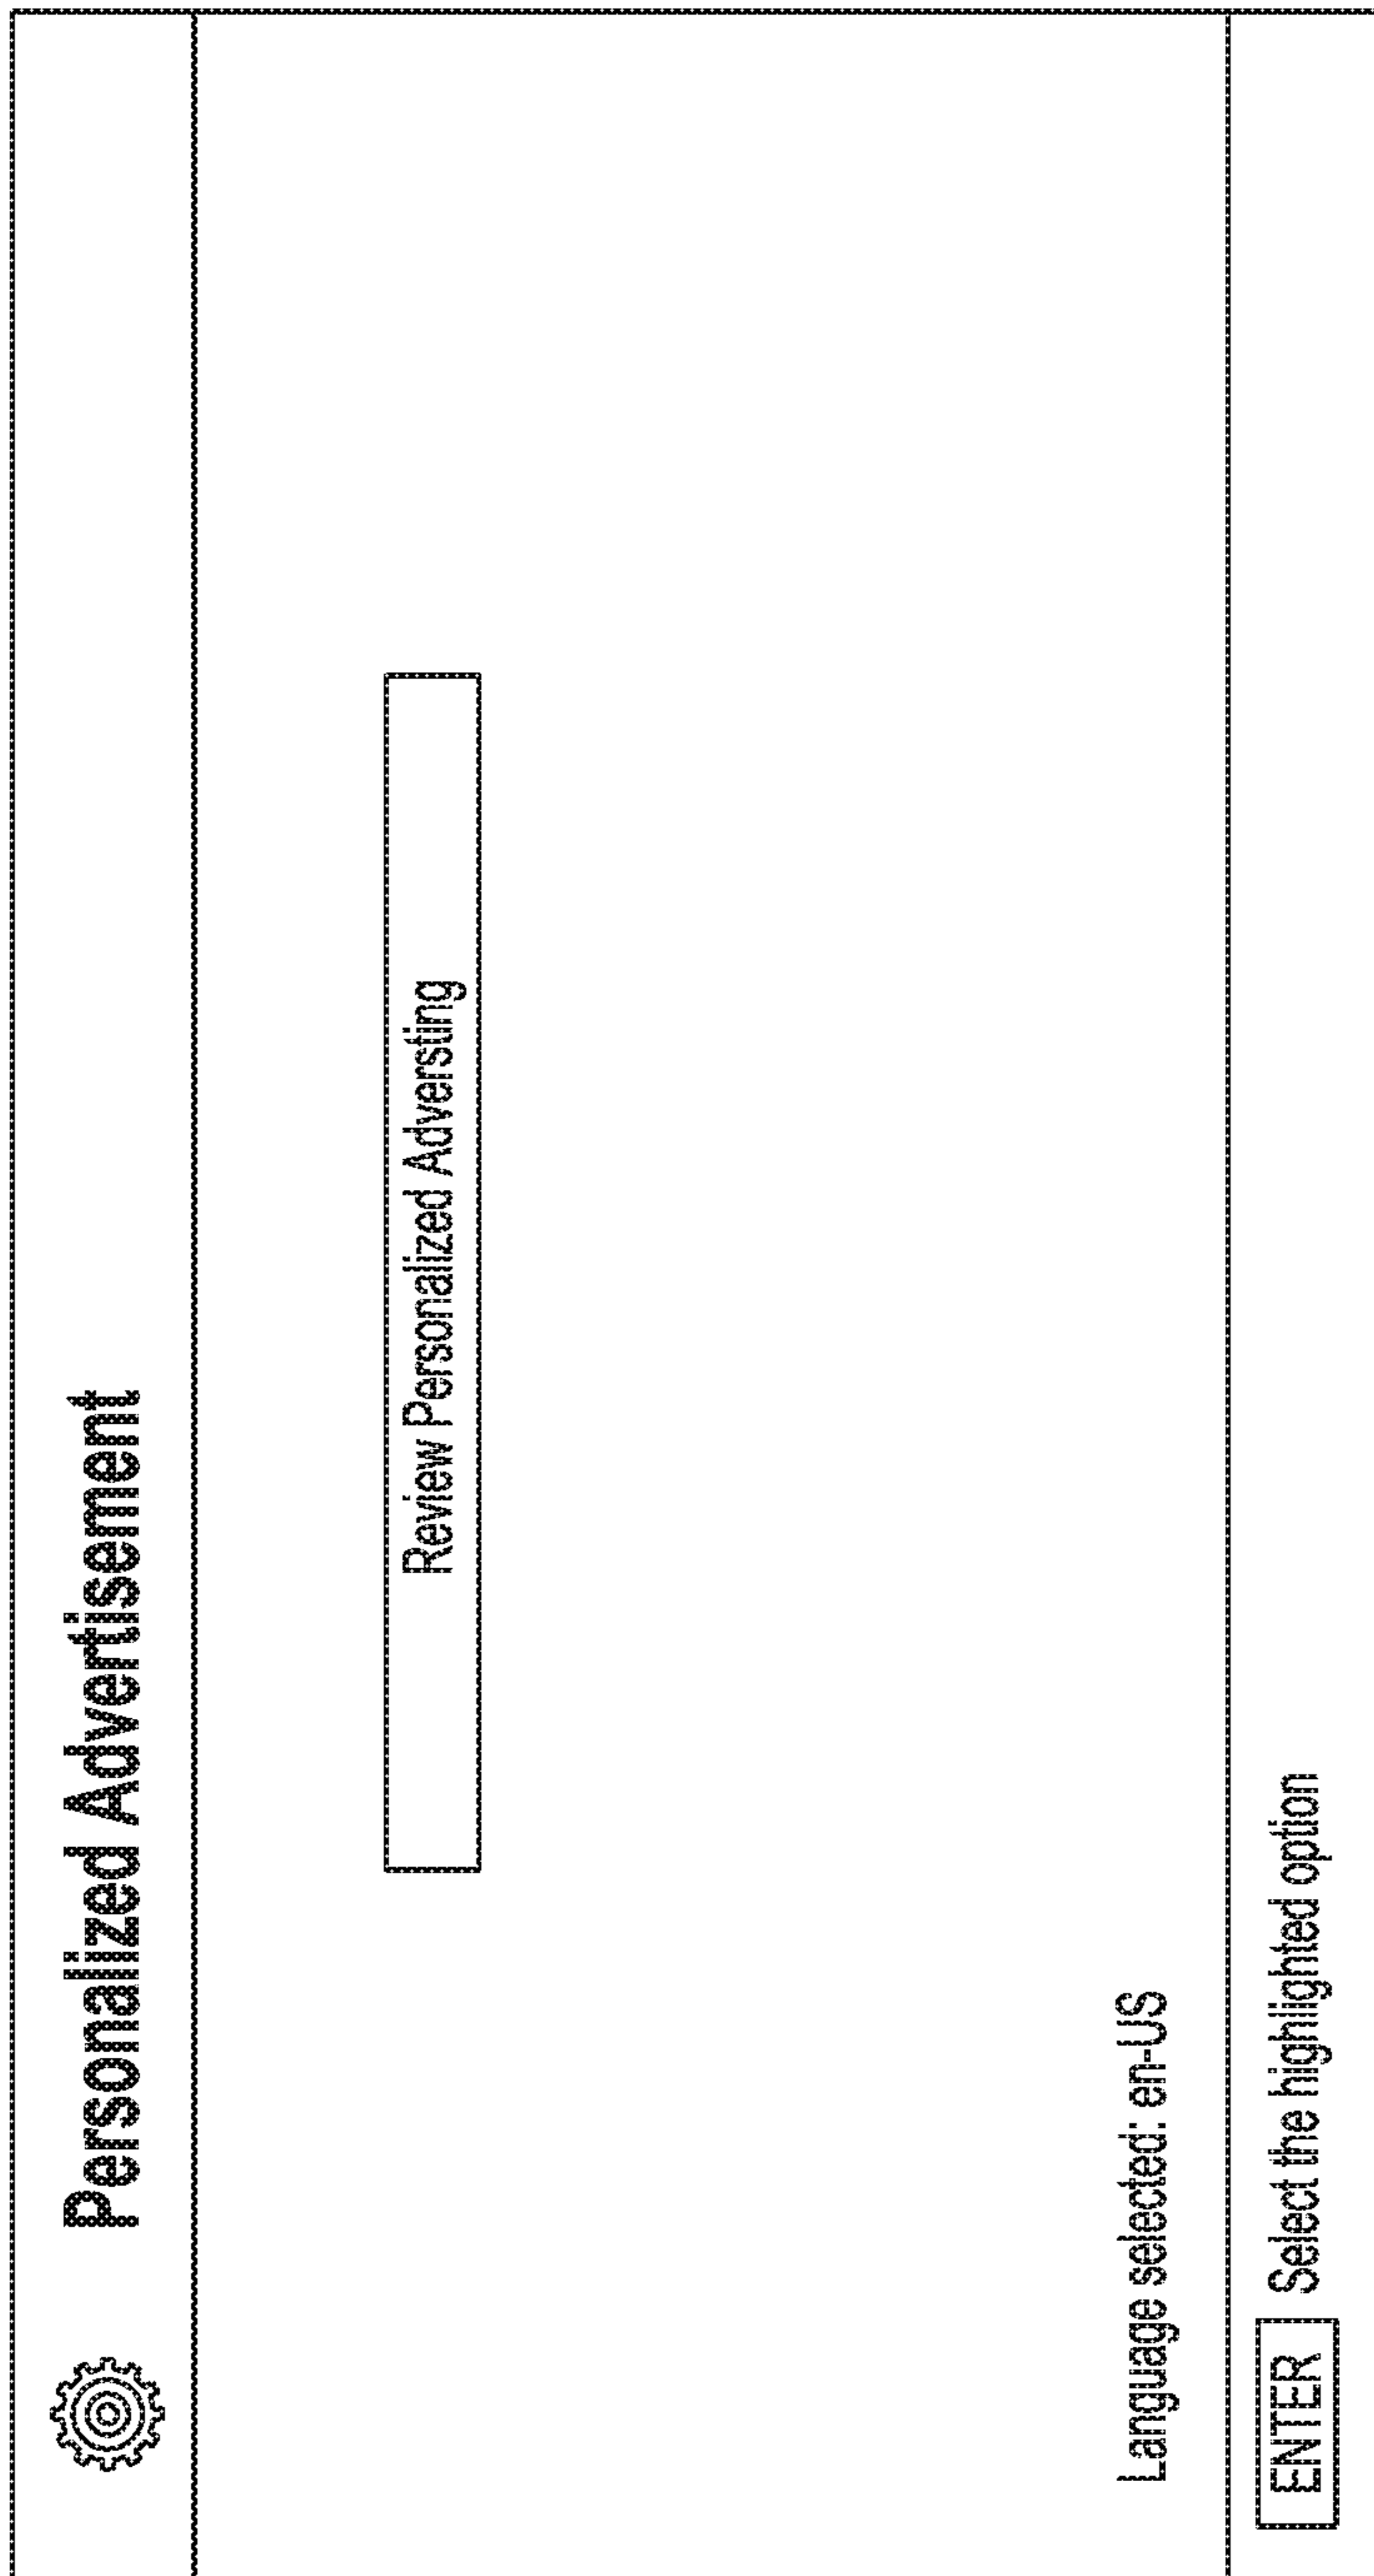 Personalized Advertisement
Review Personalized Adversting
Language selected: en-US
ENTER Select the highlighted option